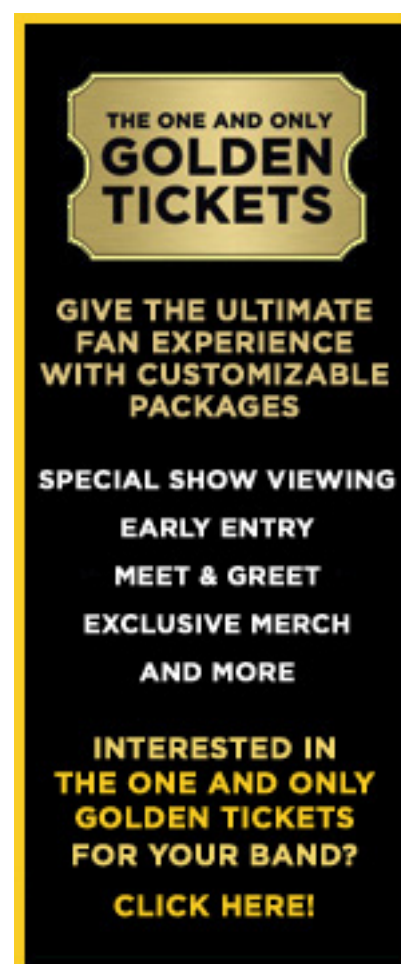 THE ONE AND ONLY
GOLDEN
TICKETS
GIVE THE ULTIMATE
FAN EXPERIENCE
WITH CUSTOMIZABLE
PACKAGES
SPECIAL SHOW VIEWING
EARLY ENTRY
MEET & GREET
EXCLUSIVE MERCH
AND MORE
INTERESTED IN
THE ONE AND ONLY
GOLDEN TICKETS
FOR YOUR BAND?
CLICK HERE!